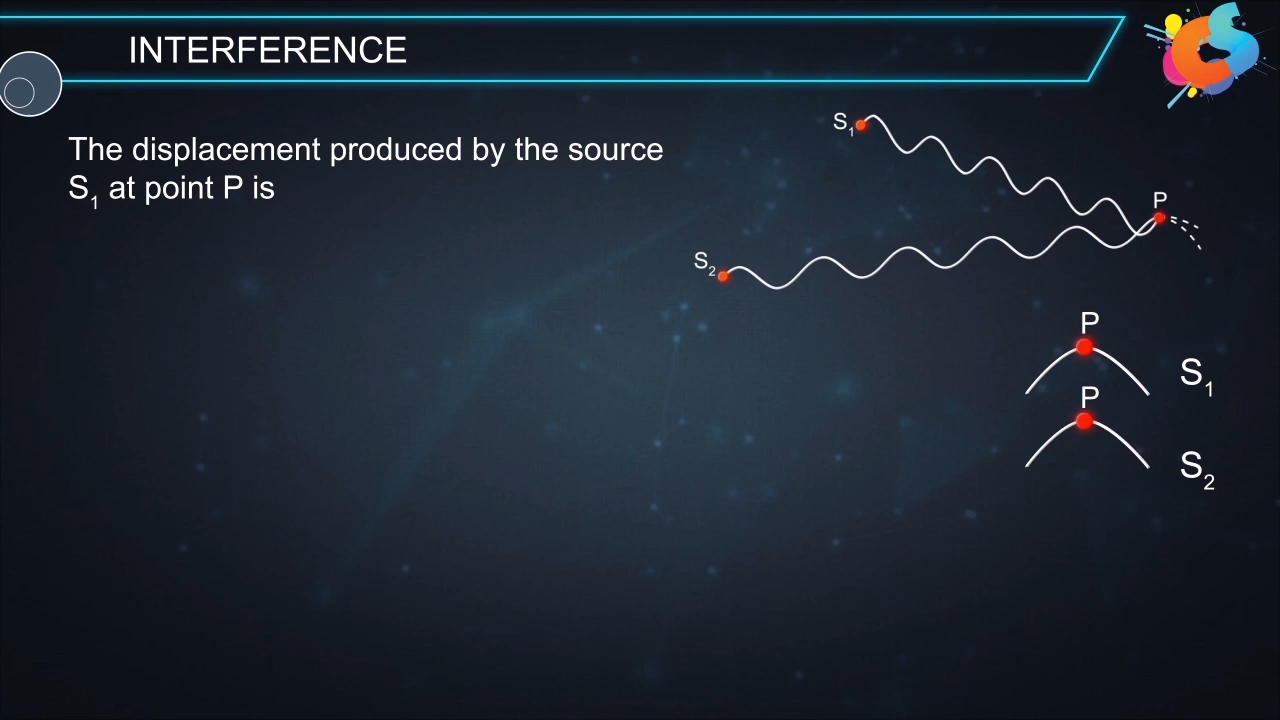 INTERFERENCE
The displacement produced by the source
S₁ at point P is
S₁
P
S₂
P
S₁
P
S₂